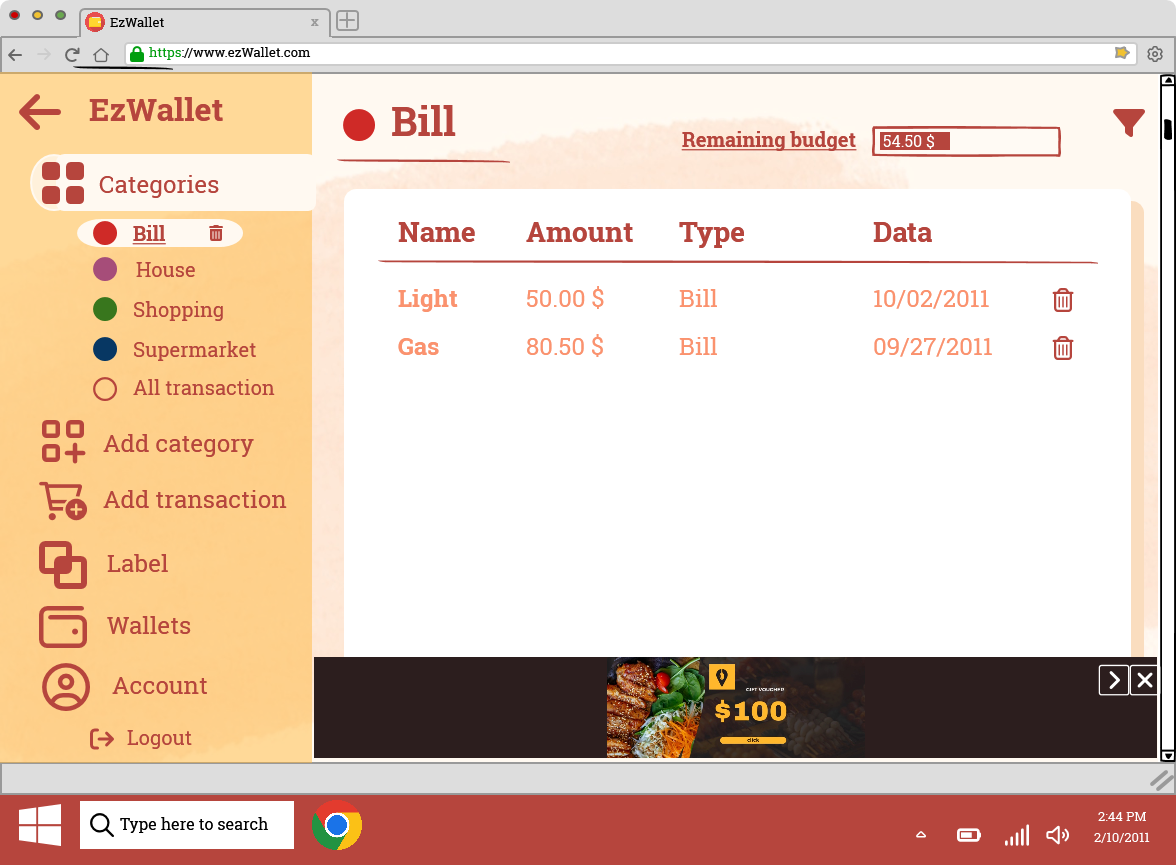 EzWallet
x
https://www.ezWallet.com
EzWallet
Categories
Bill
House
Shopping
Supermarket
All transaction
Add category
Add transaction
Label
Wallets
Account
Logout
Bill
Remaining budget
54.50 $
Name Amount Type Data
Light 50.00 $ Bill 10/02/2011
Gas 80.50 $ Bill 09/27/2011
GIFT VOUCHER
$100
click
Type here to search
2:44 PM
2/10/2011